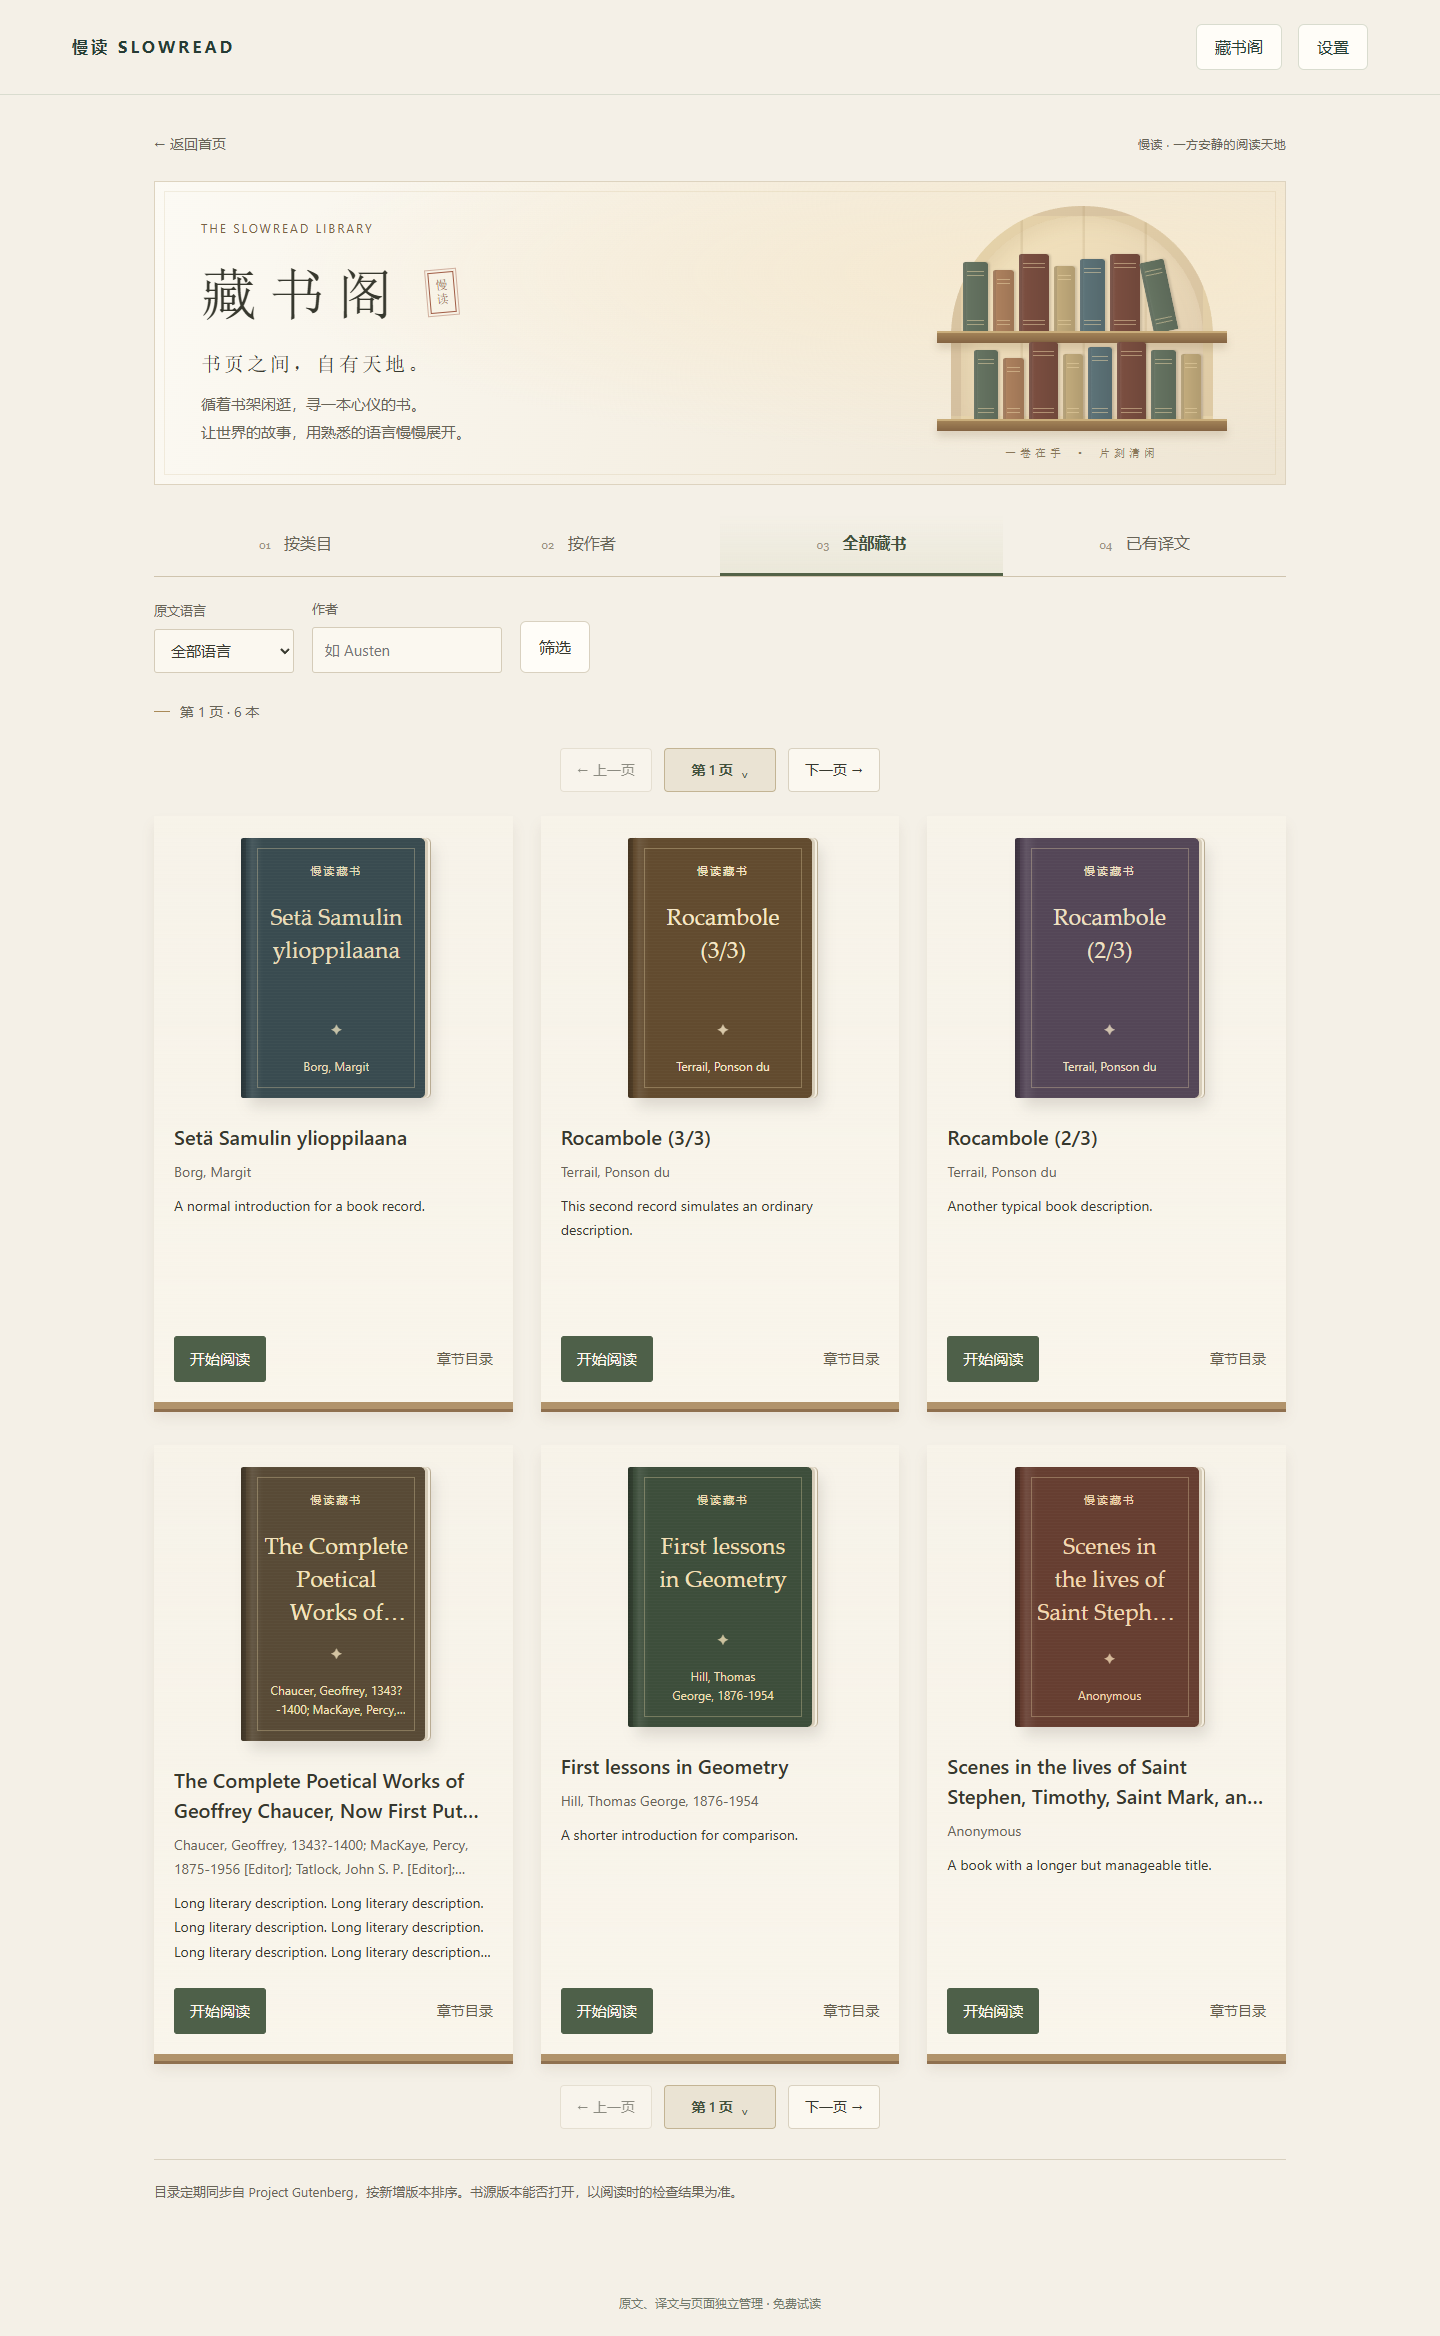 慢读 SLOWREAD
藏书阁
设置
← 返回首页
慢读 · 一方安静的阅读天地
THE SLOWREAD LIBRARY
藏书阁
慢读
书页之间，自有天地。
循着书架闲逛，寻一本心仪的书。
让世界的故事，用熟悉的语言慢慢展开。
一卷在手 · 片刻清闲
01 按类目
02 按作者
03 全部藏书
04 已有译文
原文语言
作者
全部语言
如 Austen
筛选
— 第 1 页 · 6 本
← 上一页
第 1 页 ˅
下一页 →
慢读藏书
Setä Samulin
ylioppilaana
✦
Borg, Margit
慢读藏书
Rocambole
(3/3)
✦
Terrail, Ponson du
慢读藏书
Rocambole
(2/3)
✦
Terrail, Ponson du
Setä Samulin ylioppilaana
Borg, Margit
A normal introduction for a book record.
开始阅读
章节目录
Rocambole (3/3)
Terrail, Ponson du
This second record simulates an ordinary
description.
开始阅读
章节目录
Rocambole (2/3)
Terrail, Ponson du
Another typical book description.
开始阅读
章节目录
慢读藏书
The Complete
Poetical
Works of…
✦
Chaucer, Geoffrey, 1343?
-1400; MacKaye, Percy,...
慢读藏书
First lessons
in Geometry
✦
Hill, Thomas
George, 1876-1954
慢读藏书
Scenes in
the lives of
Saint Steph…
✦
Anonymous
The Complete Poetical Works of
Geoffrey Chaucer, Now First Put...
Chaucer, Geoffrey, 1343?-1400; MacKaye, Percy,
1875-1956 [Editor]; Tatlock, John S. P. [Editor];...
Long literary description. Long literary description.
Long literary description. Long literary description.
Long literary description. Long literary description...
开始阅读
章节目录
First lessons in Geometry
Hill, Thomas George, 1876-1954
A shorter introduction for comparison.
开始阅读
章节目录
Scenes in the lives of Saint
Stephen, Timothy, Saint Mark, an...
Anonymous
A book with a longer but manageable title.
开始阅读
章节目录
← 上一页
第 1 页 ˅
下一页 →
目录定期同步自 Project Gutenberg，按新增版本排序。书源版本能否打开，以阅读时的检查结果为准。
原文、译文与页面独立管理 · 免费试读